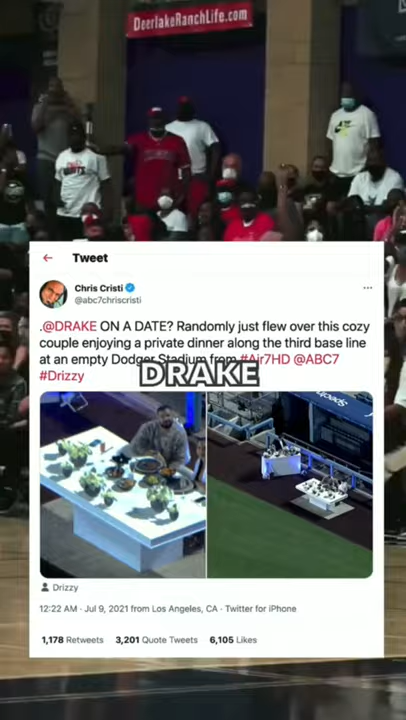 DeerlakeRanchLife.com
Tweet
Chris Cristi
@abc7chriscristi
.@DRAKE ON A DATE? Randomly just flew over this cozy
couple enjoying a private dinner along the third base line
at an empty Dodger Stadium from #Air7HD @ABC7
#Drizzy
DRAKE
Drizzy
12:22 AM · Jul 9, 2021 from Los Angeles, CA · Twitter for iPhone
1,178 Retweets 3,201 Quote Tweets 6,105 Likes